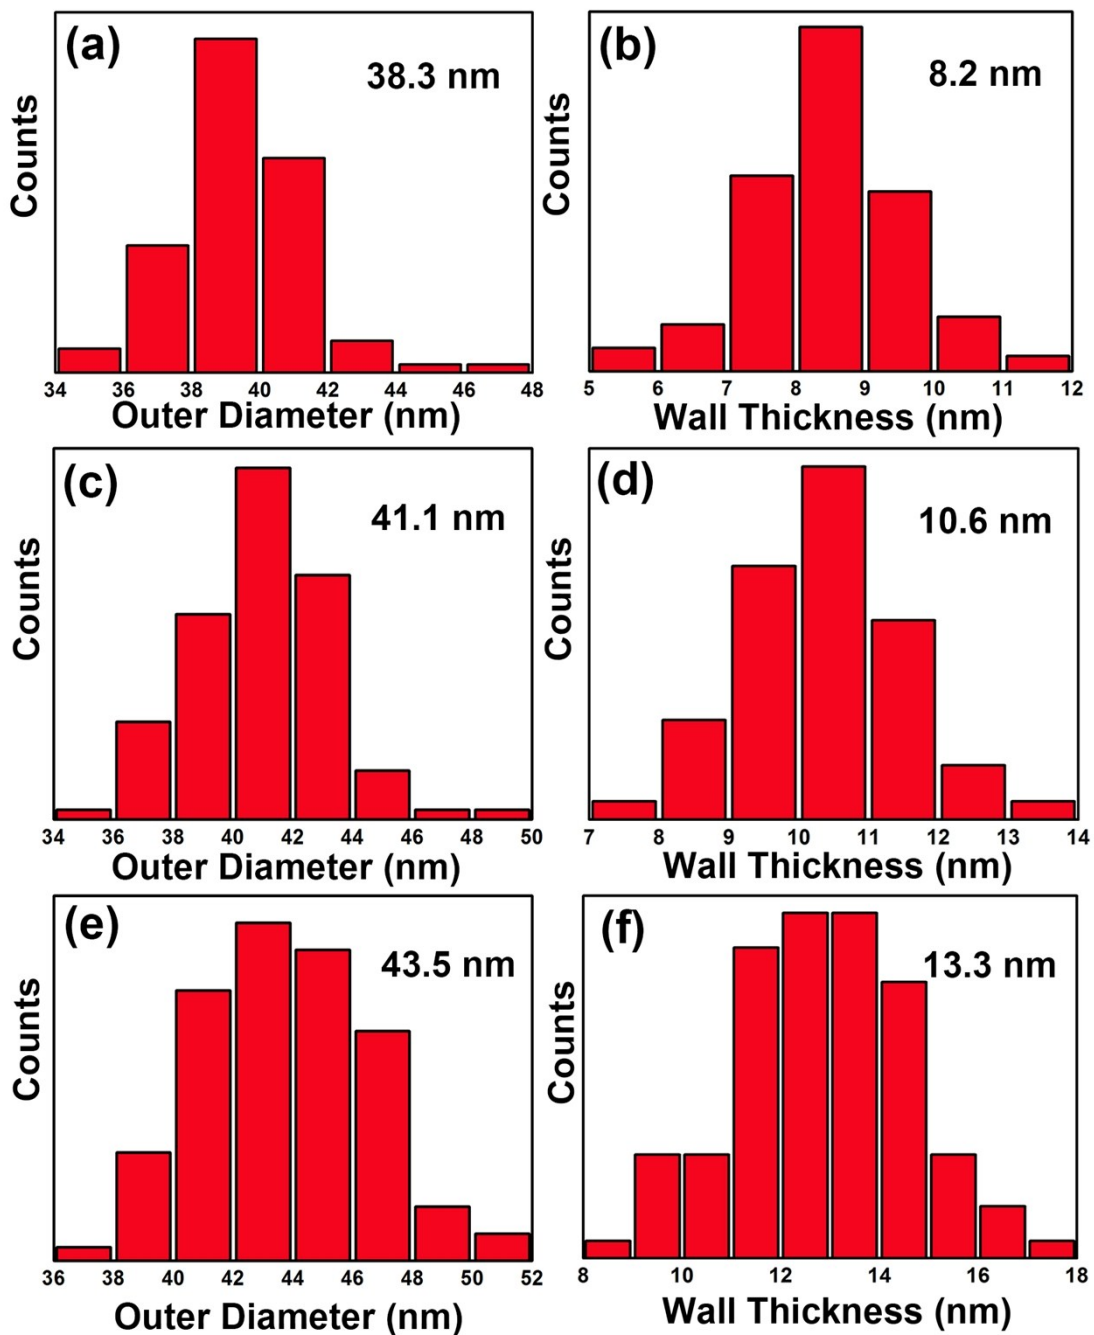 (a)
38.3 nm
Counts
34 36 38 40 42 44 46 48
Outer Diameter (nm)
(b)
8.2 nm
Counts
5 6 7 8 9 10 11 12
Wall Thickness (nm)
(c)
41.1 nm
Counts
34 36 38 40 42 44 46 48 50
Outer Diameter (nm)
(d)
10.6 nm
Counts
7 8 9 10 11 12 13 14
Wall Thickness (nm)
(e)
43.5 nm
Counts
36 38 40 42 44 46 48 50 52
Outer Diameter (nm)
(f)
13.3 nm
Counts
8 10 12 14 16 18
Wall Thickness (nm)